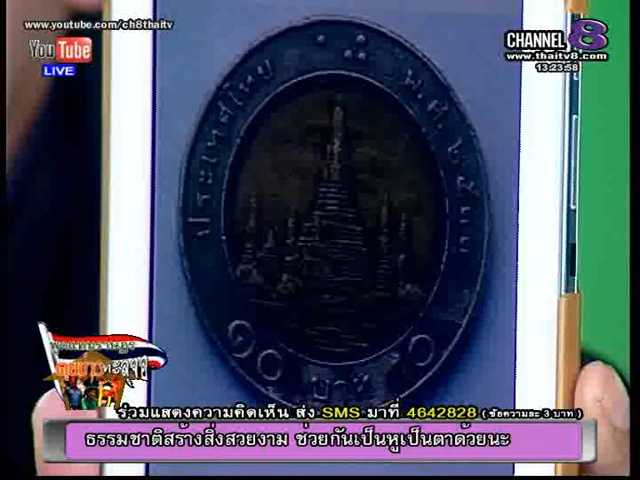 www.youtube.com/ch8thaitv
YouTube
LIVE
CHANNEL 8
www.thaitv8.com
13:23:58
ประเทศไทย พ.ศ. ๒๕๓๓
๑๐ บาท 10
ร่วมแสดงความคิดเห็น ส่ง SMS มาที่ 4642828 ( ข้อความละ 3 บาท )
ธรรมชาติสร้างสิ่งสวยงาม ช่วยกันเป็นหูเป็นตาด้วยนะ